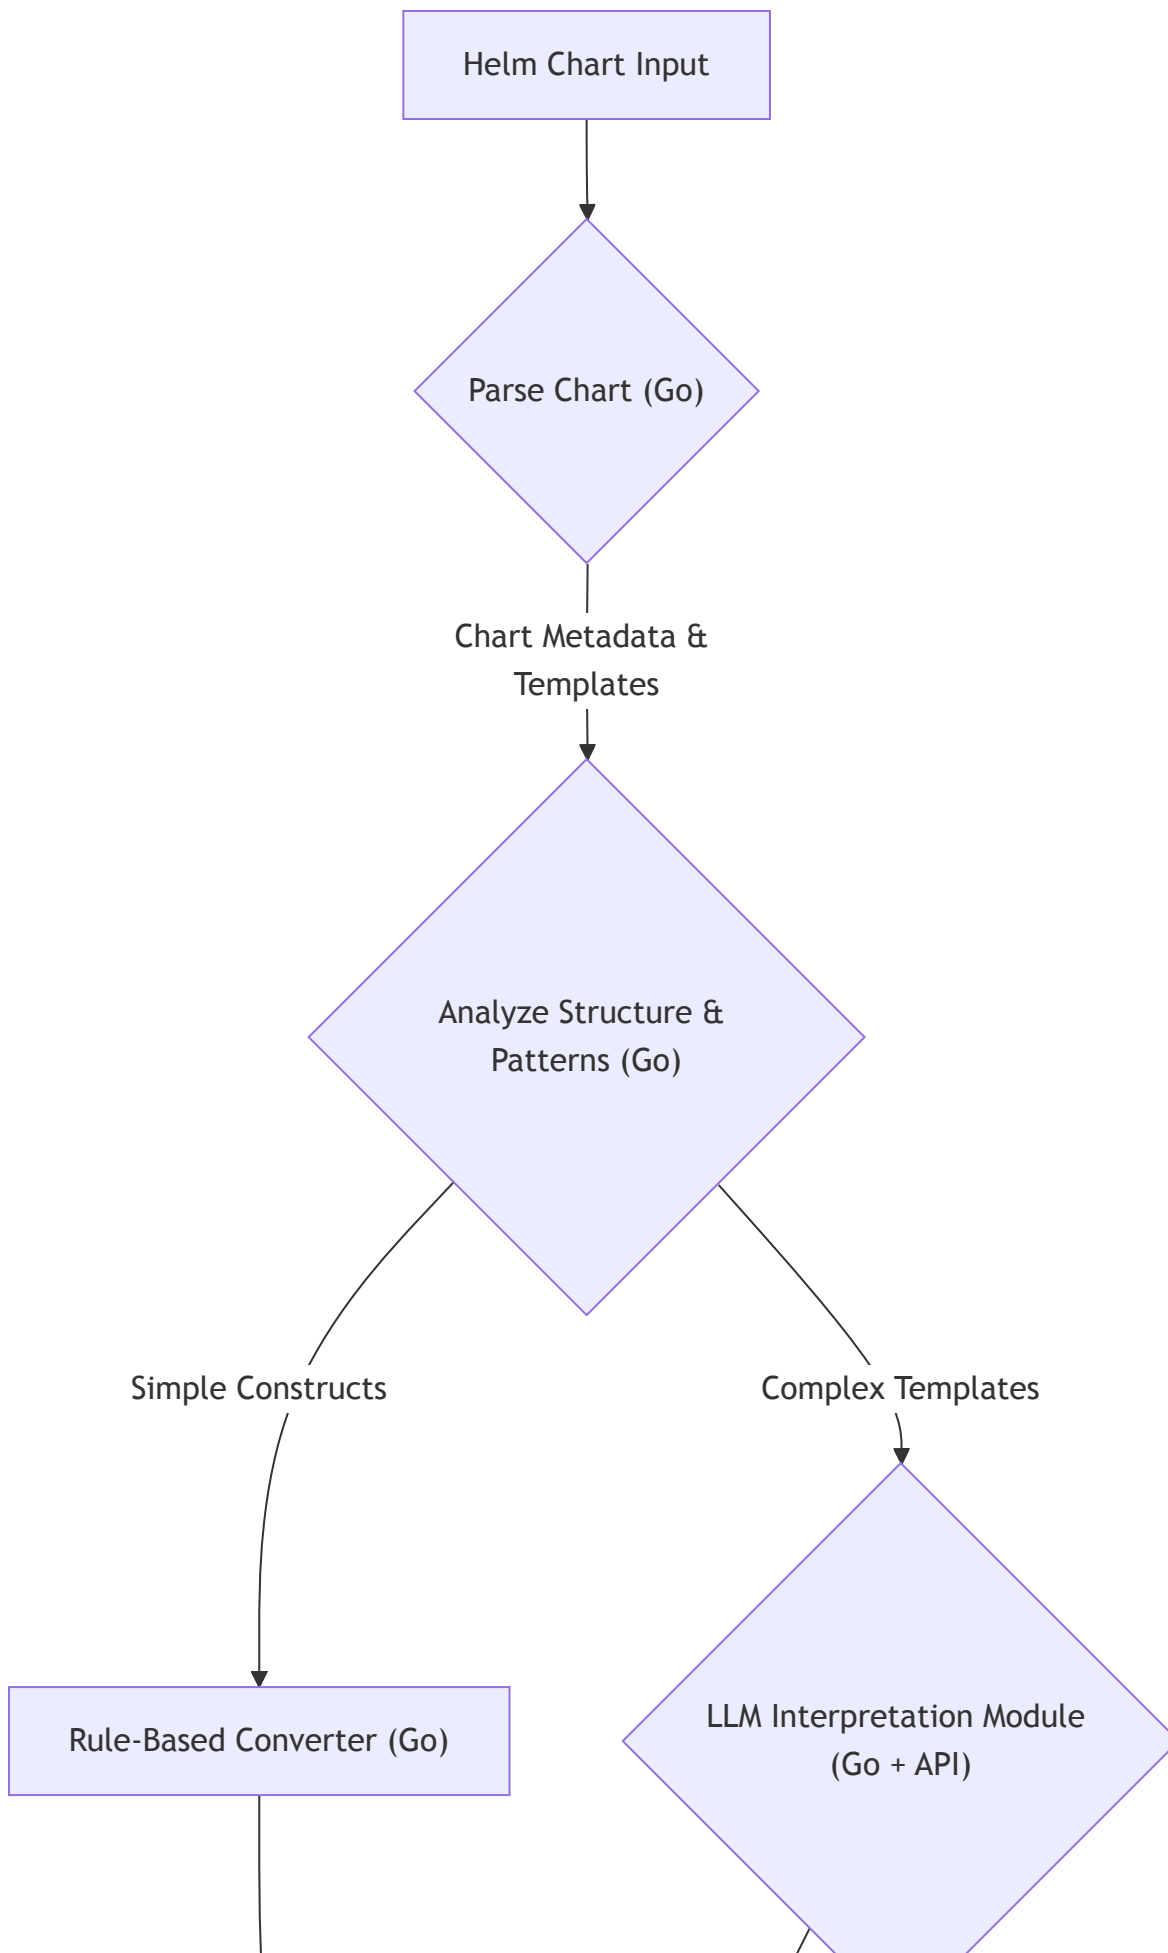 Helm Chart Input
Parse Chart (Go)
Chart Metadata &
Templates
Analyze Structure &
Patterns (Go)
Simple Constructs
Complex Templates
Rule-Based Converter (Go)
LLM Interpretation Module
(Go + API)